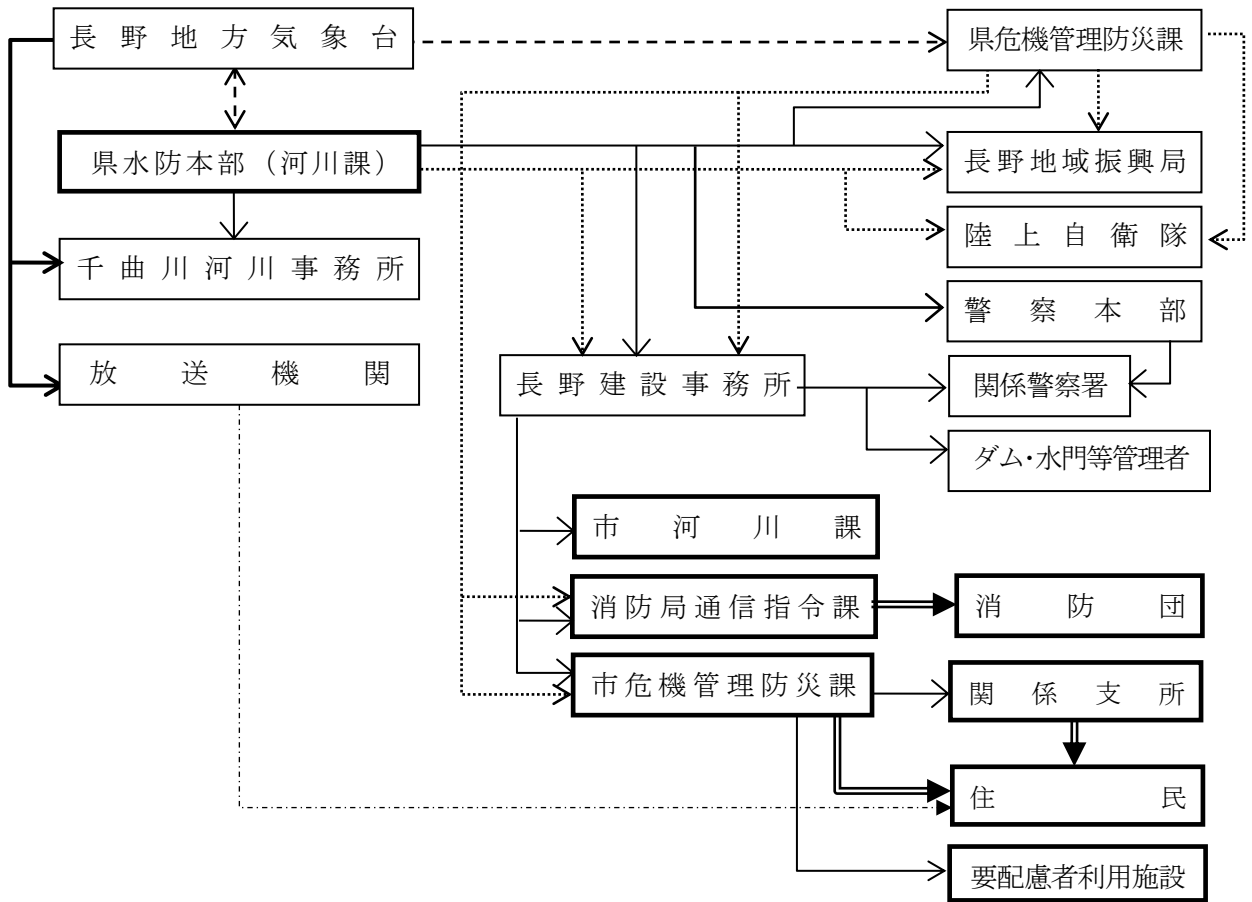 長野地方気象台
県危機管理防災課
県水防本部（河川課）
長野地域振興局
陸上自衛隊
千曲川河川事務所
警察本部
放送機関
長野建設事務所
関係警察署
ダム・水門等管理者
市河川課
消防局通信指令課
消防団
市危機管理防災課
関係支所
住民
要配慮者利用施設